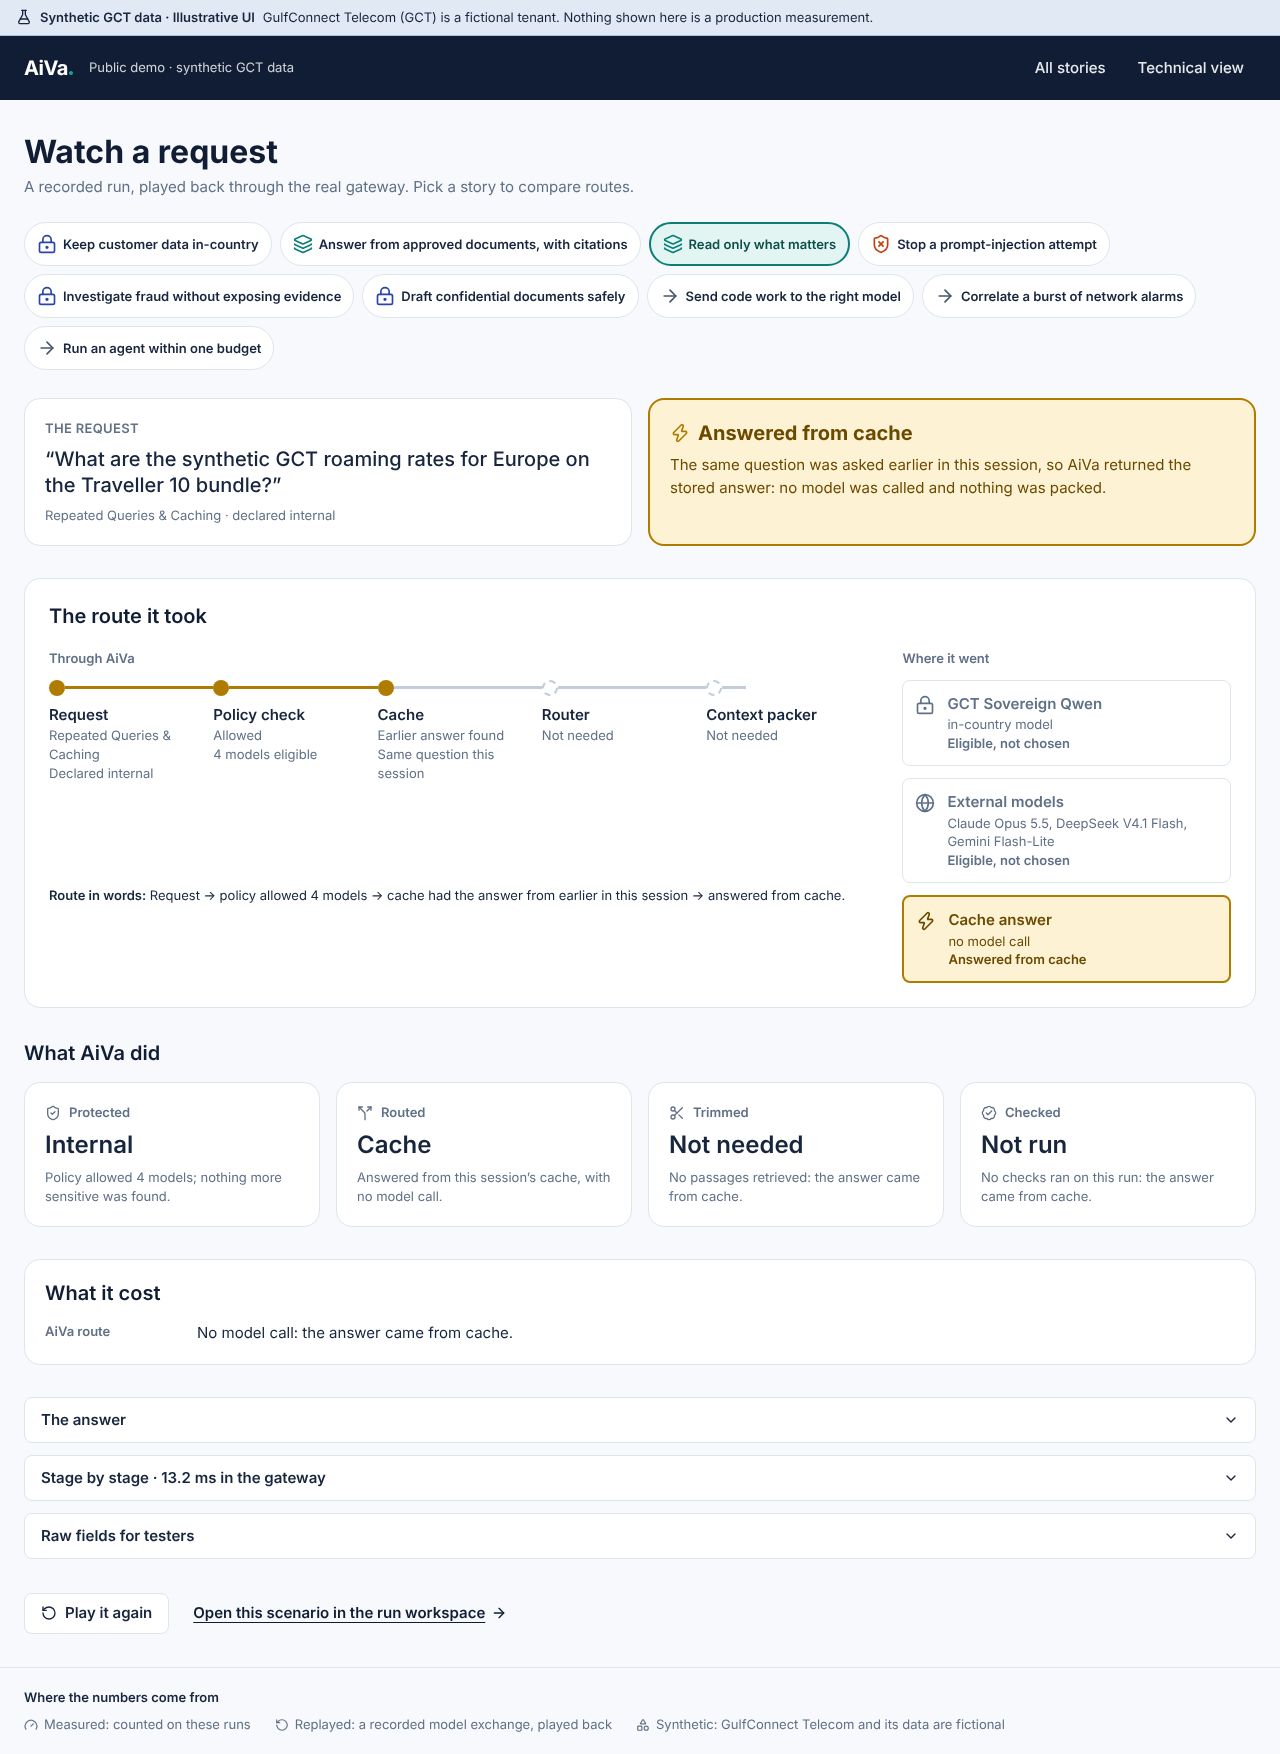 Synthetic GCT data · Illustrative UI GulfConnect Telecom (GCT) is a fictional tenant. Nothing shown here is a production measurement.
AiVa. Public demo · synthetic GCT data
All stories Technical view
Watch a request
A recorded run, played back through the real gateway. Pick a story to compare routes.
Keep customer data in-country
Answer from approved documents, with citations
Read only what matters
Stop a prompt-injection attempt
Investigate fraud without exposing evidence
Draft confidential documents safely
Send code work to the right model
Correlate a burst of network alarms
Run an agent within one budget
THE REQUEST
“What are the synthetic GCT roaming rates for Europe on
the Traveller 10 bundle?”
Repeated Queries & Caching · declared internal
Answered from cache
The same question was asked earlier in this session, so AiVa returned the
stored answer: no model was called and nothing was packed.
The route it took
Through AiVa
Request
Repeated Queries &
Caching
Declared internal
Policy check
Allowed
4 models eligible
Cache
Earlier answer found
Same question this
session
Router
Not needed
Context packer
Not needed
Route in words: Request → policy allowed 4 models → cache had the answer from earlier in this session → answered from cache.
Where it went
GCT Sovereign Qwen
in-country model
Eligible, not chosen
External models
Claude Opus 5.5, DeepSeek V4.1 Flash,
Gemini Flash-Lite
Eligible, not chosen
Cache answer
no model call
Answered from cache
What AiVa did
Protected
Internal
Policy allowed 4 models; nothing more
sensitive was found.
Routed
Cache
Answered from this session’s cache, with
no model call.
Trimmed
Not needed
No passages retrieved: the answer came
from cache.
Checked
Not run
No checks ran on this run: the answer
came from cache.
What it cost
AiVa route No model call: the answer came from cache.
The answer
Stage by stage · 13.2 ms in the gateway
Raw fields for testers
Play it again
Open this scenario in the run workspace →
Where the numbers come from
Measured: counted on these runs
Replayed: a recorded model exchange, played back
Synthetic: GulfConnect Telecom and its data are fictional